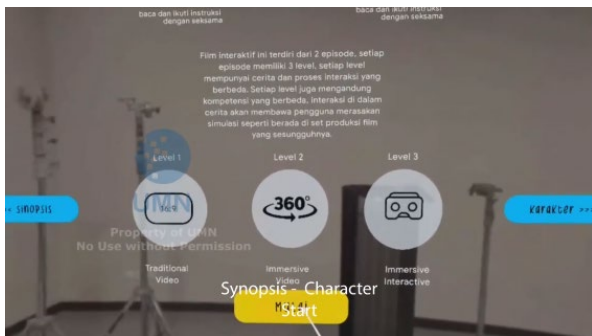 baca dan ikuti instruksi
dengan seksama
baca dan ikuti instruksi
dengan seksama
Film interaktif ini terdiri dari 2 episode, setiap
episode memiliki 3 level, setiap level
mempunyai cerita dan proses interaksi yang
berbeda. Setiap level juga mengandung
kompetensi yang berbeda. Interaksi di dalam
cerita akan membawa pengguna merasakan
simulasi seperti berada di set produksi film
yang sesungguhnya.
Level 1
Level 2
Level 3
<< SINOPSIS
16:9
360°
Karakter >>>
UMN
Property of UMN
No Use without Permission
Traditional
Video
Immersive
Video
Immersive
Interactive
Synopsis - Character
Start